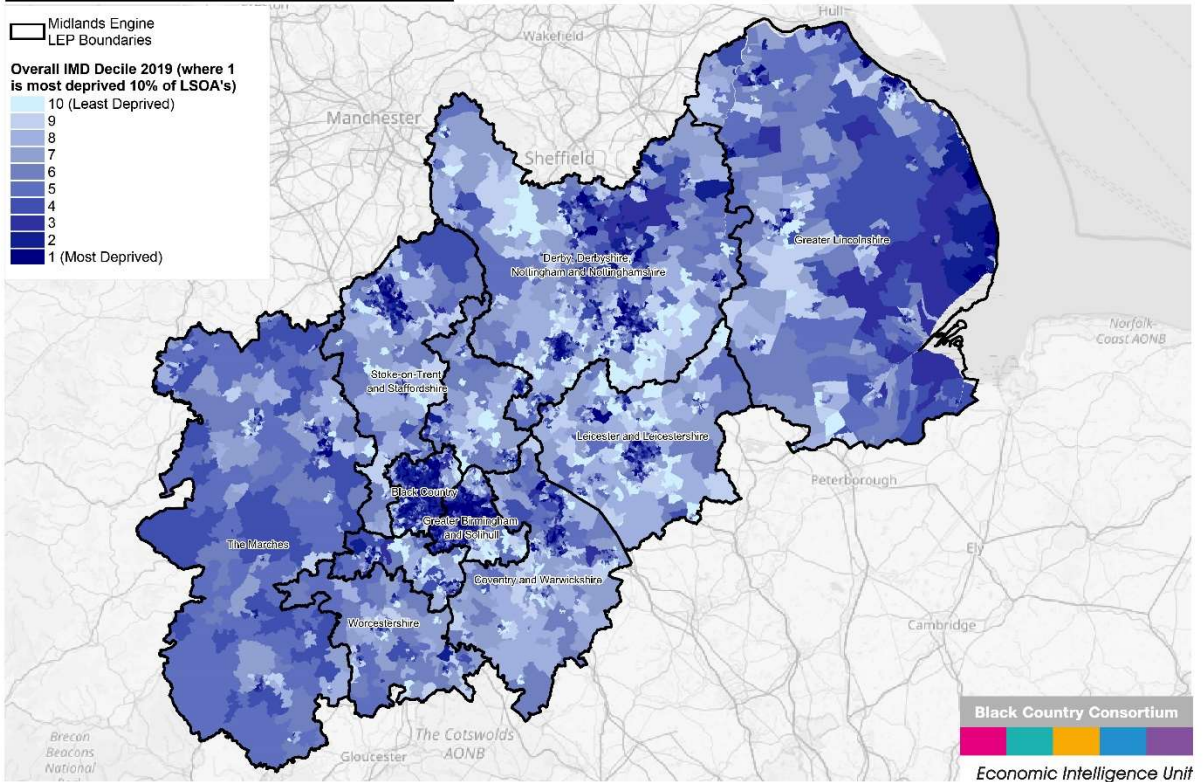 Midlands Engine
LEP Boundaries
Overall IMD Decile 2019 (where 1
is most deprived 10% of LSOA's)
10 (Least Deprived)
9
8
7
6
5
4
3
2
1 (Most Deprived)
Hull
Wakefield
Manchester
Sheffield
Greater Lincolnshire
Derby, Derbyshire,
Nottingham and Nottinghamshire
Norfolk
Coast AONB
Stoke-on-Trent
and Staffordshire
Leicester and Leicestershire
Peterborough
Black Country
Greater Birmingham
and Solihull
The Marches
Ely
Coventry and Warwickshire
Worcestershire
Cambridge
Brecon
Beacons
National
The Cotswolds
AONB
Gloucester
Black Country Consortium
Economic Intelligence Unit